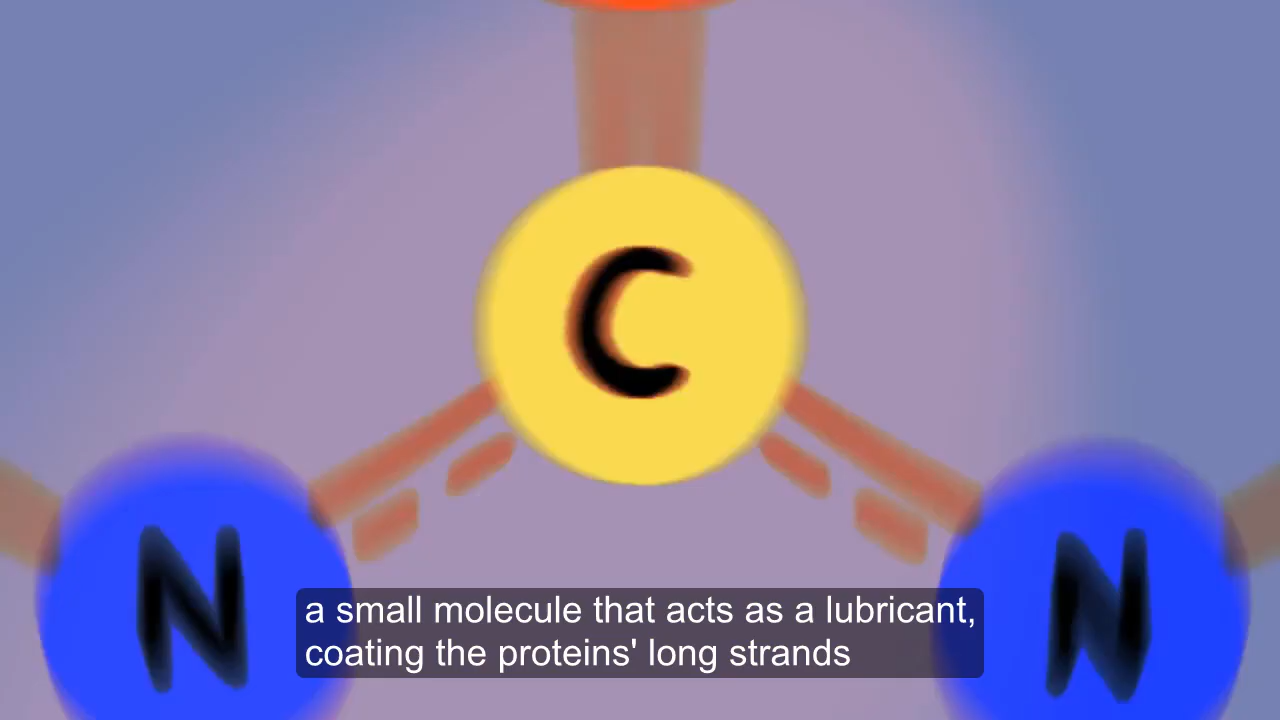 C
N N
a small molecule that acts as a lubricant,
coating the proteins' long strands